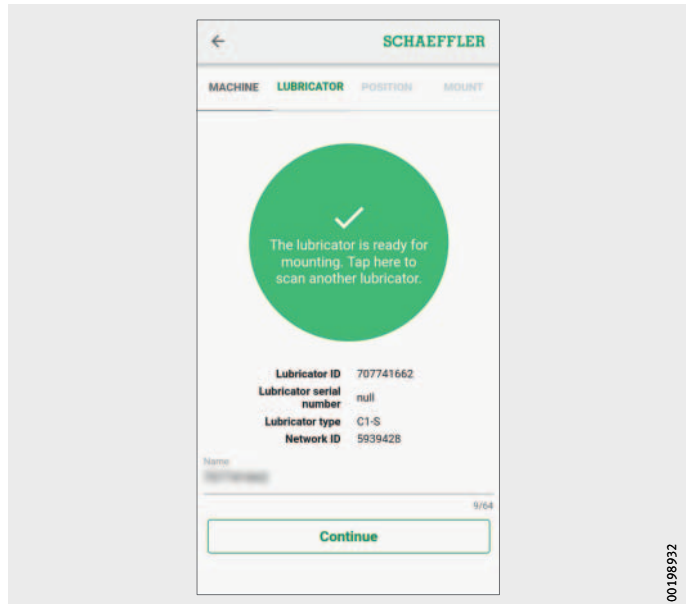 SCHAEFFLER
MACHINE LUBRICATOR POSITION MOUNT
The lubricator is ready for
mounting. Tap here to
scan another lubricator.
Lubricator ID 707741662
Lubricator serial
number null
Lubricator type C1-S
Network ID 5939428
Name
9/64
Continue
00198932